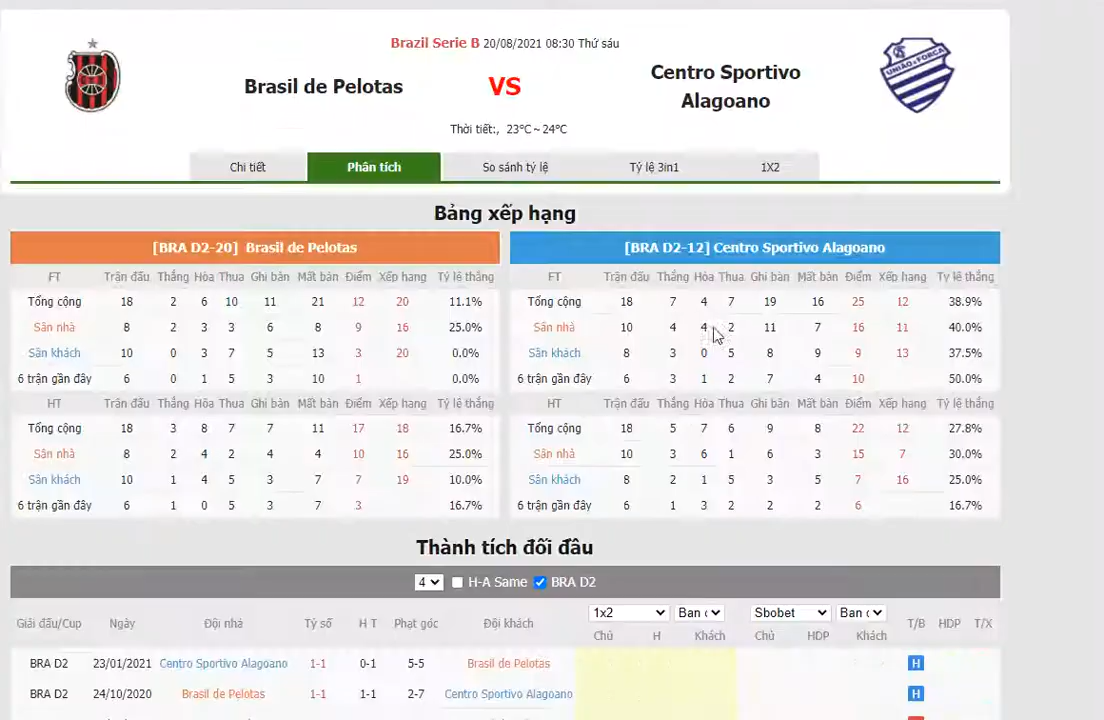 Brazil Serie B 20/08/2021 08:30 Thứ sáu
Brasil de Pelotas VS Centro Sportivo Alagoano
UNIÃO E FORÇA
Thời tiết:, 23°C ~ 24°C
Chi tiết Phân tích So sánh tỷ lệ Tỷ lệ 3in1 1X2
Bảng xếp hạng
[BRA D2-20] Brasil de Pelotas
FT Trận đấu Thắng Hòa Thua Ghi bàn Mất bàn Điểm Xếp hạng Tỷ lệ thắng
Tổng cộng 18 2 6 10 11 21 12 20 11.1%
Sân nhà 8 2 3 3 6 8 9 16 25.0%
Sân khách 10 0 3 7 5 13 3 20 0.0%
6 trận gần đây 6 0 1 5 3 10 1 0.0%
HT Trận đấu Thắng Hòa Thua Ghi bàn Mất bàn Điểm Xếp hạng Tỷ lệ thắng
Tổng cộng 18 3 8 7 7 11 17 18 16.7%
Sân nhà 8 2 4 2 4 4 10 16 25.0%
Sân khách 10 1 4 5 3 7 7 19 10.0%
6 trận gần đây 6 1 0 5 3 7 3 16.7%
[BRA D2-12] Centro Sportivo Alagoano
FT Trận đấu Thắng Hòa Thua Ghi bàn Mất bàn Điểm Xếp hạng Tỷ lệ thắng
Tổng cộng 18 7 4 7 19 16 25 12 38.9%
Sân nhà 10 4 4 2 11 7 16 11 40.0%
Sân khách 8 3 0 5 8 9 9 13 37.5%
6 trận gần đây 6 3 1 2 7 4 10 50.0%
HT Trận đấu Thắng Hòa Thua Ghi bàn Mất bàn Điểm Xếp hạng Tỷ lệ thắng
Tổng cộng 18 5 7 6 9 8 22 12 27.8%
Sân nhà 10 3 6 1 6 3 15 7 30.0%
Sân khách 8 2 1 5 3 5 7 16 25.0%
6 trận gần đây 6 1 3 2 2 2 6 16.7%
Thành tích đối đầu
4 H-A Same BRA D2
Giải đấu/Cup Ngày Đội nhà Tỷ số H T Phạt góc Đội khách 1x2 Ban Sbobet Ban T/B HDP T/X
Chủ H Khách Chủ HDP Khách
BRA D2 23/01/2021 Centro Sportivo Alagoano 1-1 0-1 5-5 Brasil de Pelotas H
BRA D2 24/10/2020 Brasil de Pelotas 1-1 1-1 2-7 Centro Sportivo Alagoano H